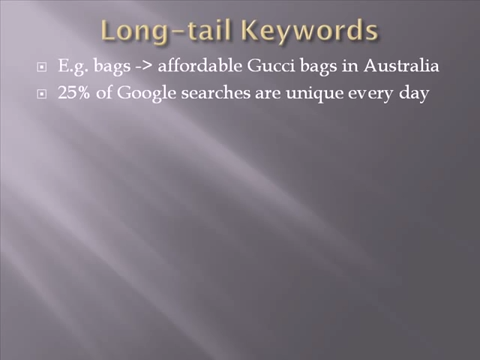 Long-tail Keywords
E.g. bags -> affordable Gucci bags in Australia
25% of Google searches are unique every day